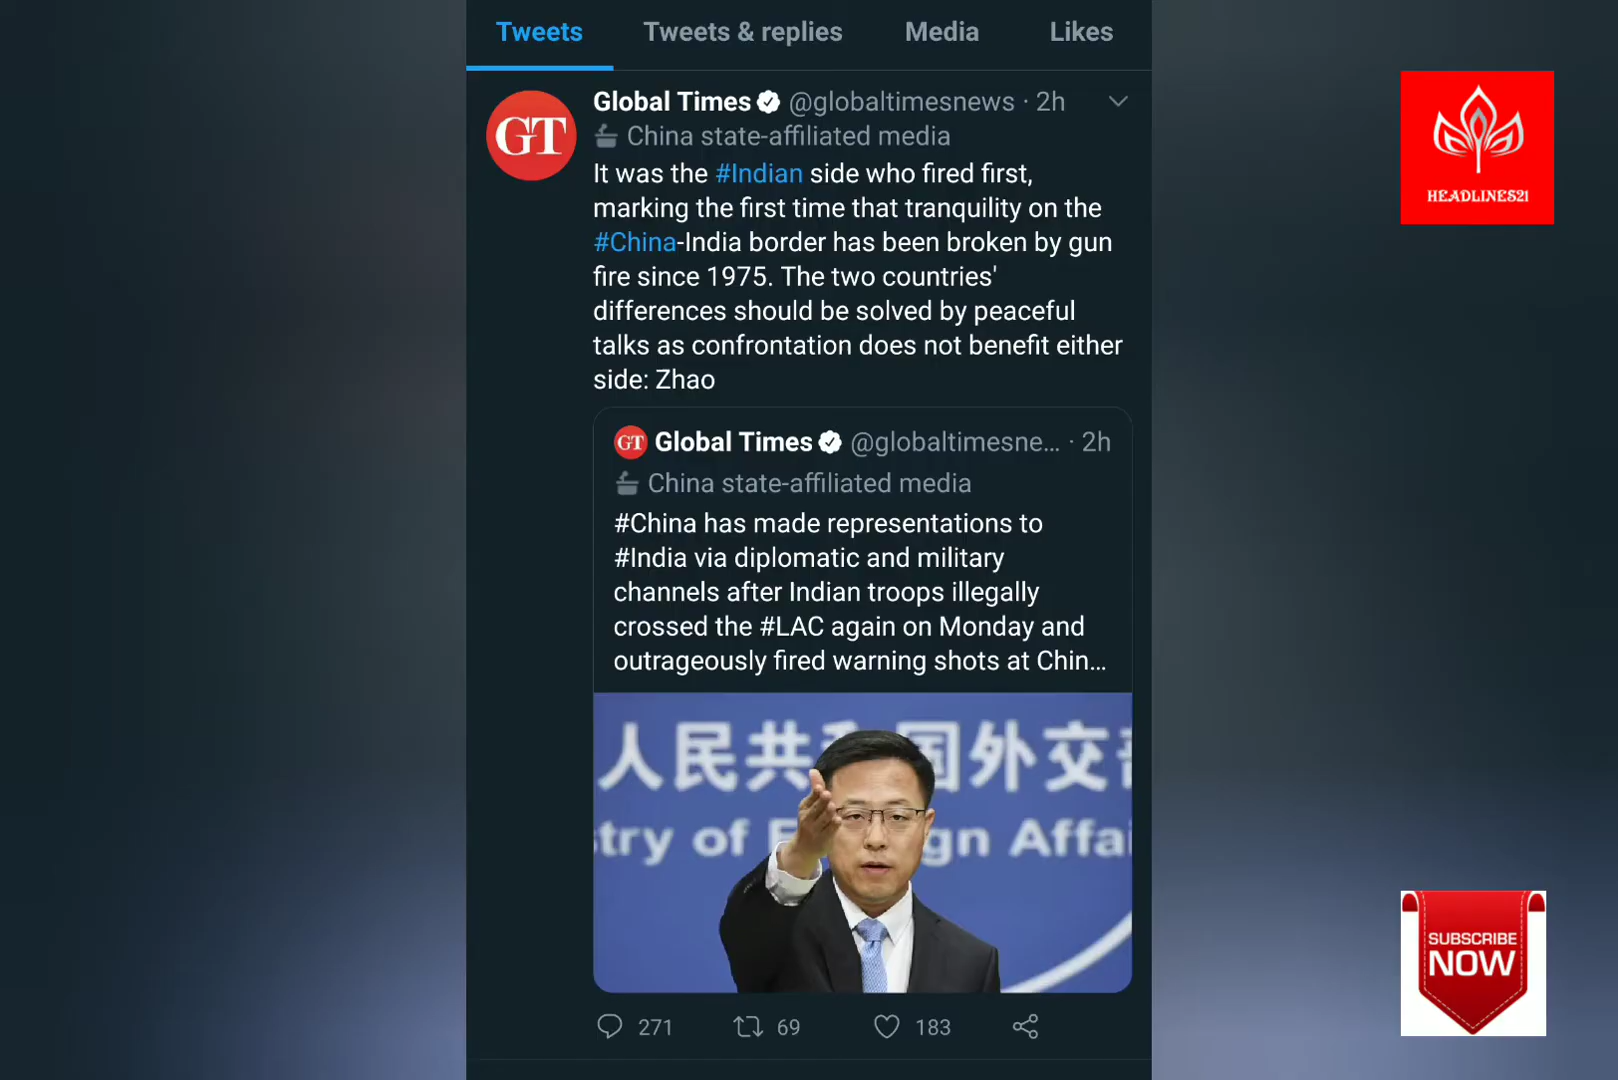 Tweets Tweets & replies Media Likes
Global Times @globaltimesnews · 2h
China state-affiliated media
GT
It was the #Indian side who fired first,
marking the first time that tranquility on the
#China-India border has been broken by gun
fire since 1975. The two countries'
differences should be solved by peaceful
talks as confrontation does not benefit either
side: Zhao
GT Global Times @globaltimesne... · 2h
China state-affiliated media
#China has made representations to
#India via diplomatic and military
channels after Indian troops illegally
crossed the #LAC again on Monday and
outrageously fired warning shots at Chin...
人民共和国外交部
stry of Foreign Affai
271 69 183
HEADLINES21
SUBSCRIBE
NOW